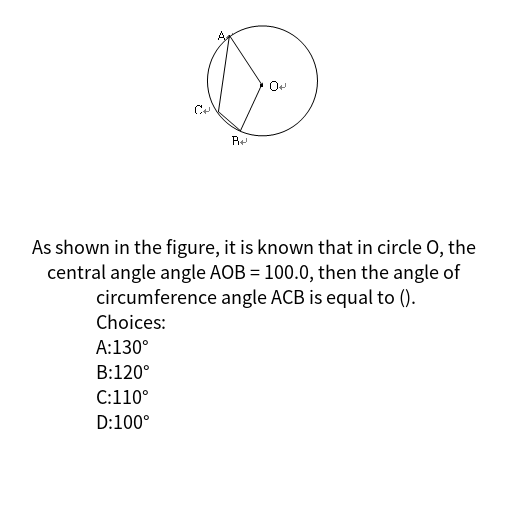 A
O↵
C↵
B↵
As shown in the figure, it is known that in circle O, the
central angle angle AOB = 100.0, then the angle of
circumference angle ACB is equal to ().
Choices:
A:130°
B:120°
C:110°
D:100°